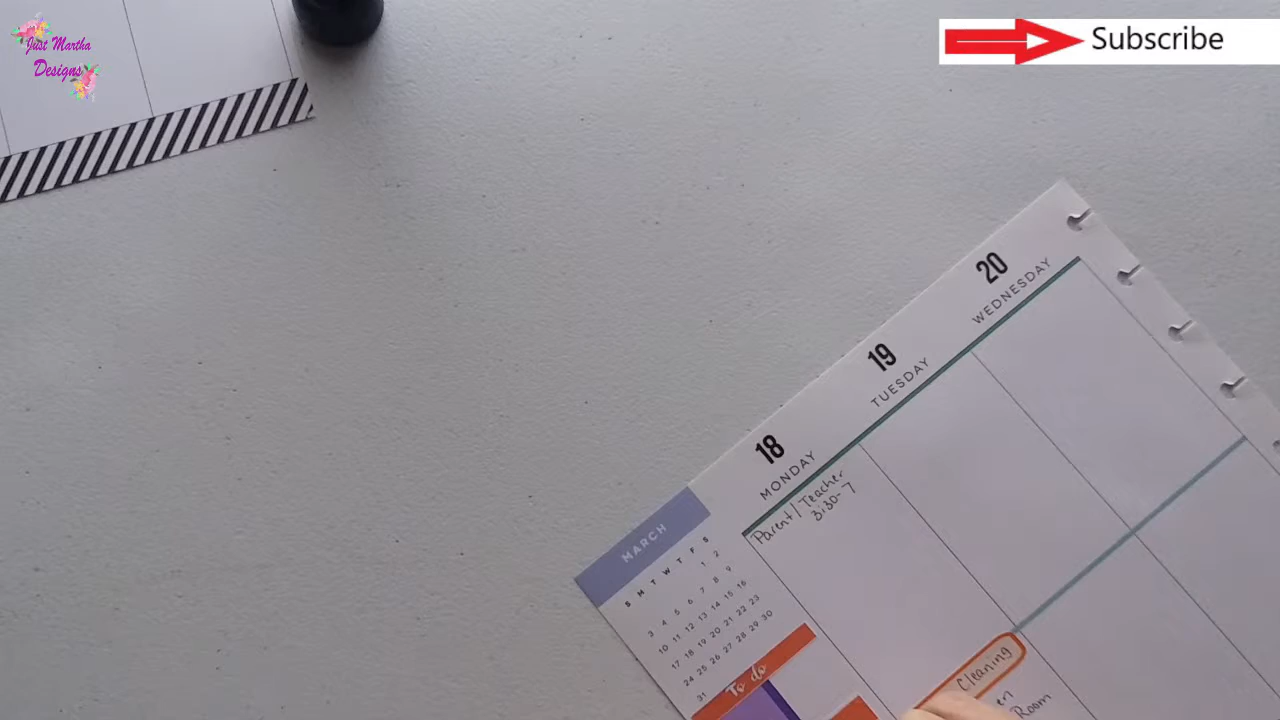 Just Martha
Designs
Subscribe
20
WEDNESDAY
19
TUESDAY
18
MONDAY
Parent/Teacher
3:30-7
MARCH
S M T W T F S
1 2
3 4 5 6 7 8 9
10 11 12 13 14 15 16
17 18 19 20 21 22 23
24 25 26 27 28 29 30
31
To do
Cleaning
Room